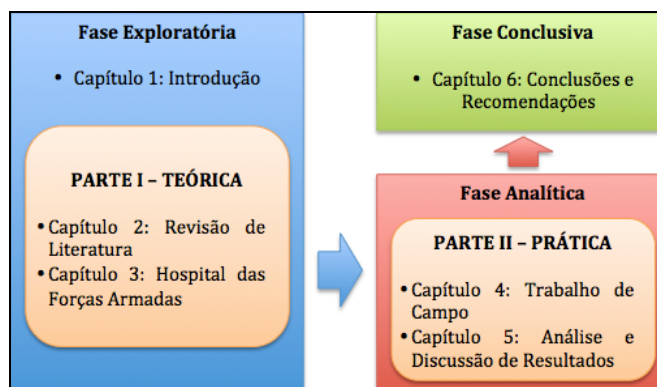 Fase Exploratória
• Capítulo 1: Introdução
PARTE I – TEÓRICA
• Capítulo 2: Revisão de
Literatura
• Capítulo 3: Hospital das
Forças Armadas
Fase Conclusiva
• Capítulo 6: Conclusões e
Recomendações
Fase Analítica
PARTE II – PRÁTICA
• Capítulo 4: Trabalho de
Campo
• Capítulo 5: Análise e
Discussão de Resultados